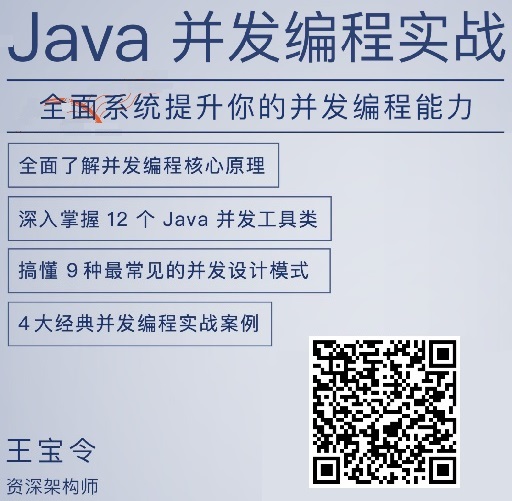 Java 并发编程实战
全面系统提升你的并发编程能力
全面了解并发编程核心原理
深入掌握 12 个 Java 并发工具类
搞懂 9 种最常见的并发设计模式
4 大经典并发编程实战案例
王宝令
资深架构师